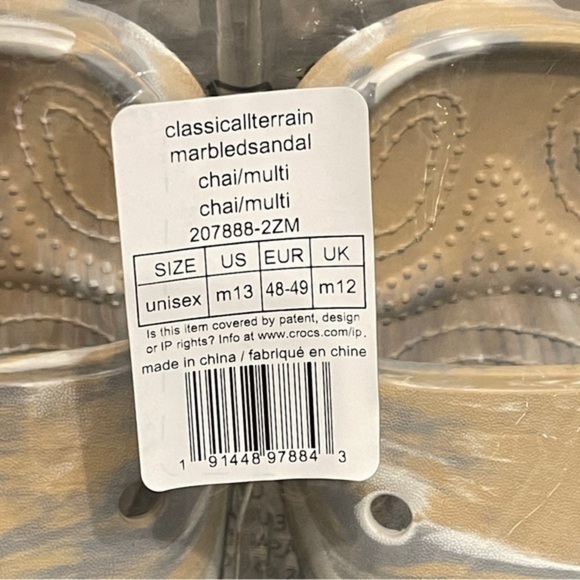 classicallterrain
marbledsandal
chai/multi
chai/multi
207888-2ZM
SIZE US EUR UK
unisex m13 48-49 m12
Is this item covered by patent, design
or IP rights? Info at www.crocs.com/ip.
made in china / fabriqué en chine
1 91448 97884 3